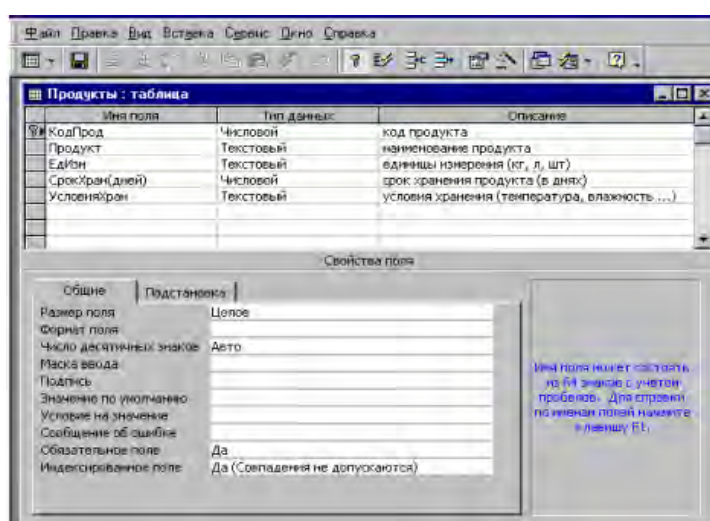 Файл Правка Вид Вставка Сервис Окно Справка
Продукты : таблица
Имя поля Тип данных Описание
КодПрод Числовой код продукта
Продукт Текстовый наименование продукта
ЕдИзм Текстовый единицы измерения (кг, л, шт)
СрокХран(дней) Числовой срок хранения продукта (в днях)
УсловияХран Текстовый условия хранения (температура, влажность ...)
Свойства поля
Общие Подстановка
Размер поля Целое
Формат поля
Число десятичных знаков Авто
Маска ввода
Подпись
Значение по умолчанию
Условие на значение
Сообщение об ошибке
Обязательное поле Да
Индексированное поле Да (Совпадения не допускаются)
Имя поля может состоять
из 64 знаков с учетом
пробелов. Для справки
по именам полей нажмите
клавишу F1.